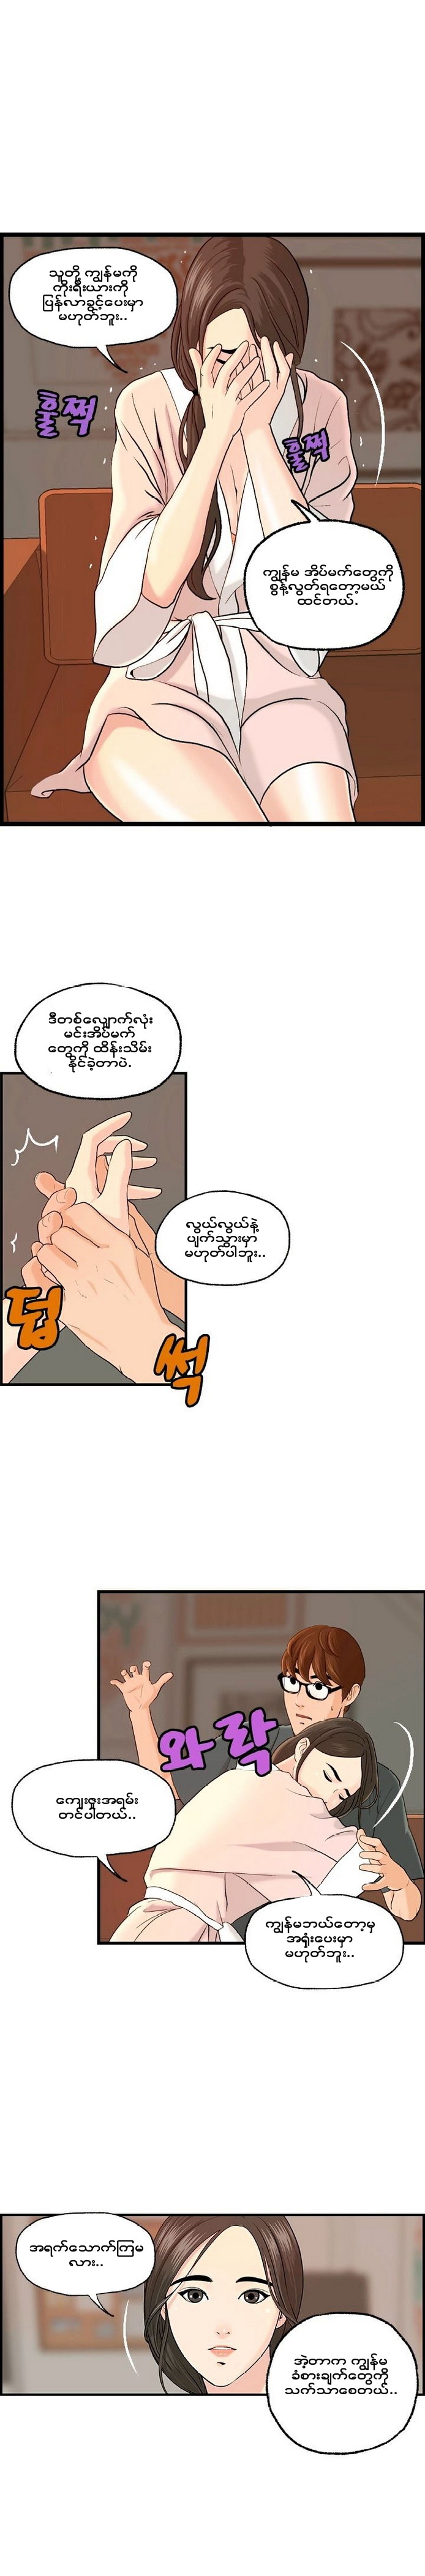 သူတို့ ကျွန်မကို
ကိုးရီးယားကို
ပြန်လာခွင့်ပေးမှာ
မဟုတ်ဘူး..
훌쩍
훌쩍
ကျွန်မ အိပ်မက်တွေကို
စွန့်လွှတ်ရတော့မယ်
ထင်တယ်.
ဒီတစ်လျှောက်လုံး
မင်းအိပ်မက်
တွေကို ထိန်းသိမ်း
နိုင်ခဲ့တာပဲ.
လွယ်လွယ်နဲ့
ပျက်သွားမှာ
မဟုတ်ပါဘူး..
덥
썩
와락
ကျေးဇူးအရမ်း
တင်ပါတယ်..
ကျွန်မဘယ်တော့မှ
အရှုံးပေးမှာ
မဟုတ်ဘူး..
အရက်သောက်ကြမ
လား..
အဲ့တာက ကျွန်မ
ခံစားချက်တွေကို
သက်သာစေတယ်..